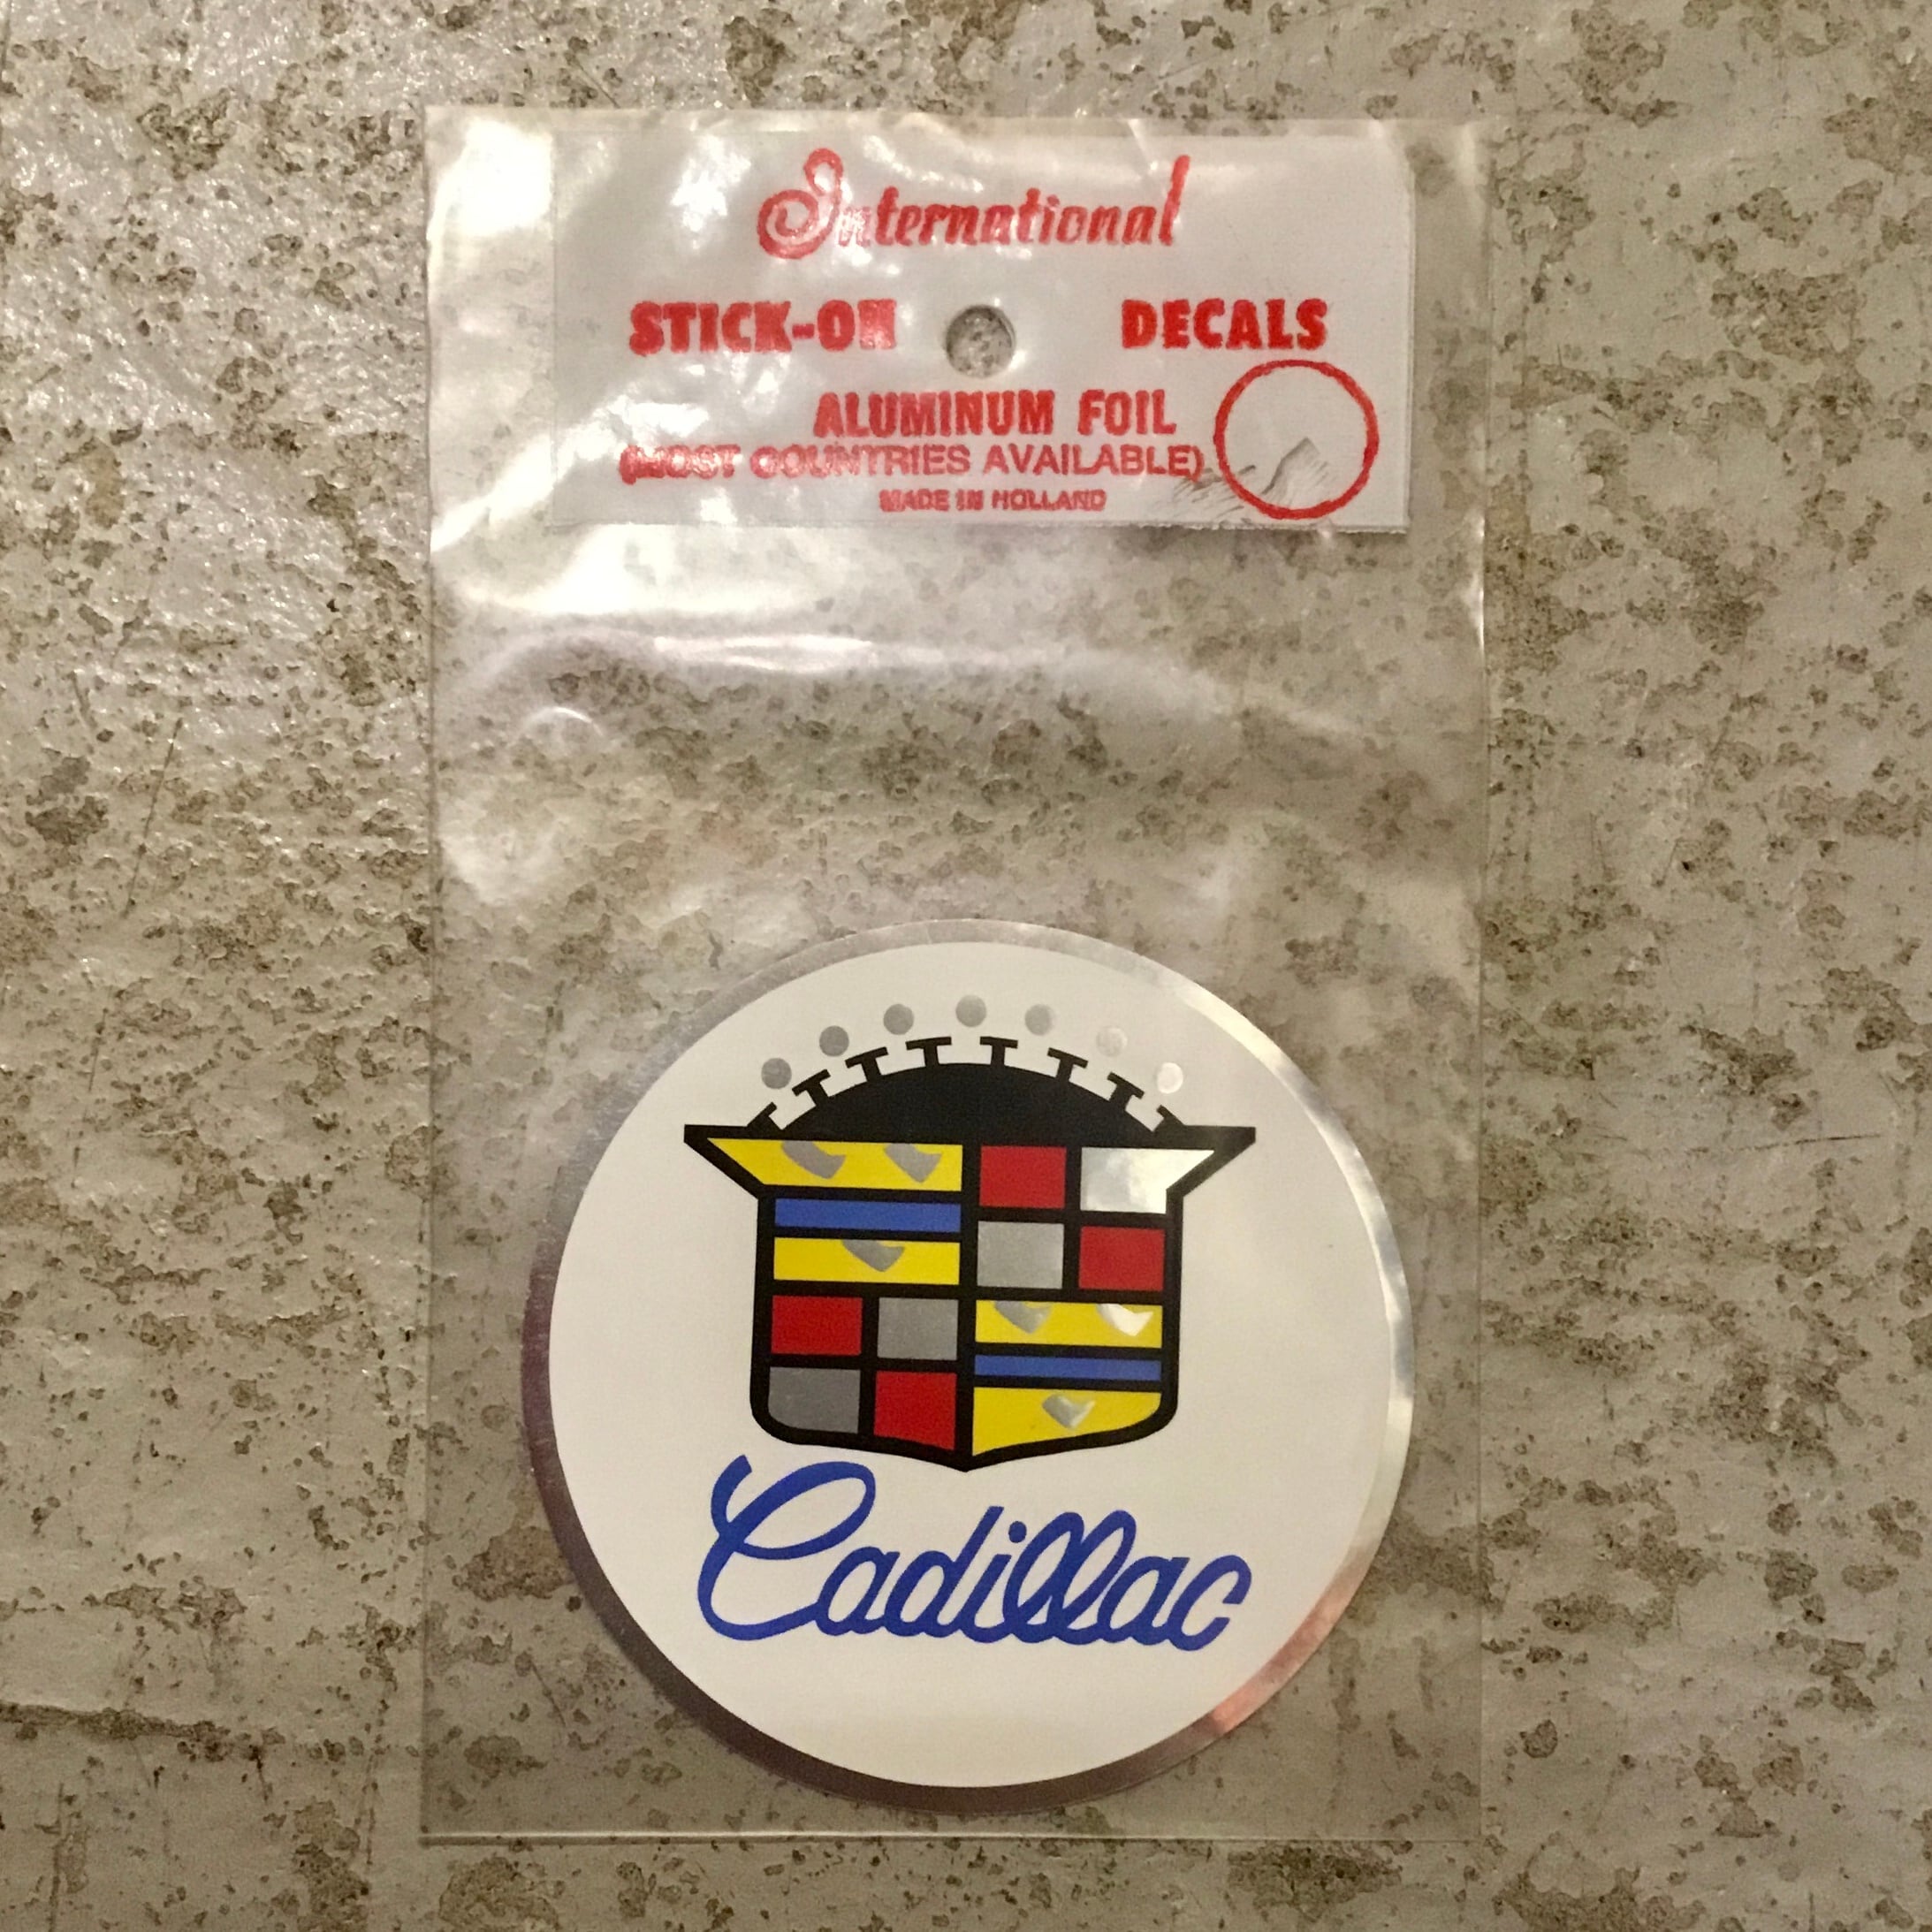 International
STICK-ON DECALS
ALUMINUM FOIL
(MOST COUNTRIES AVAILABLE)
MADE IN HOLLAND
Cadillac